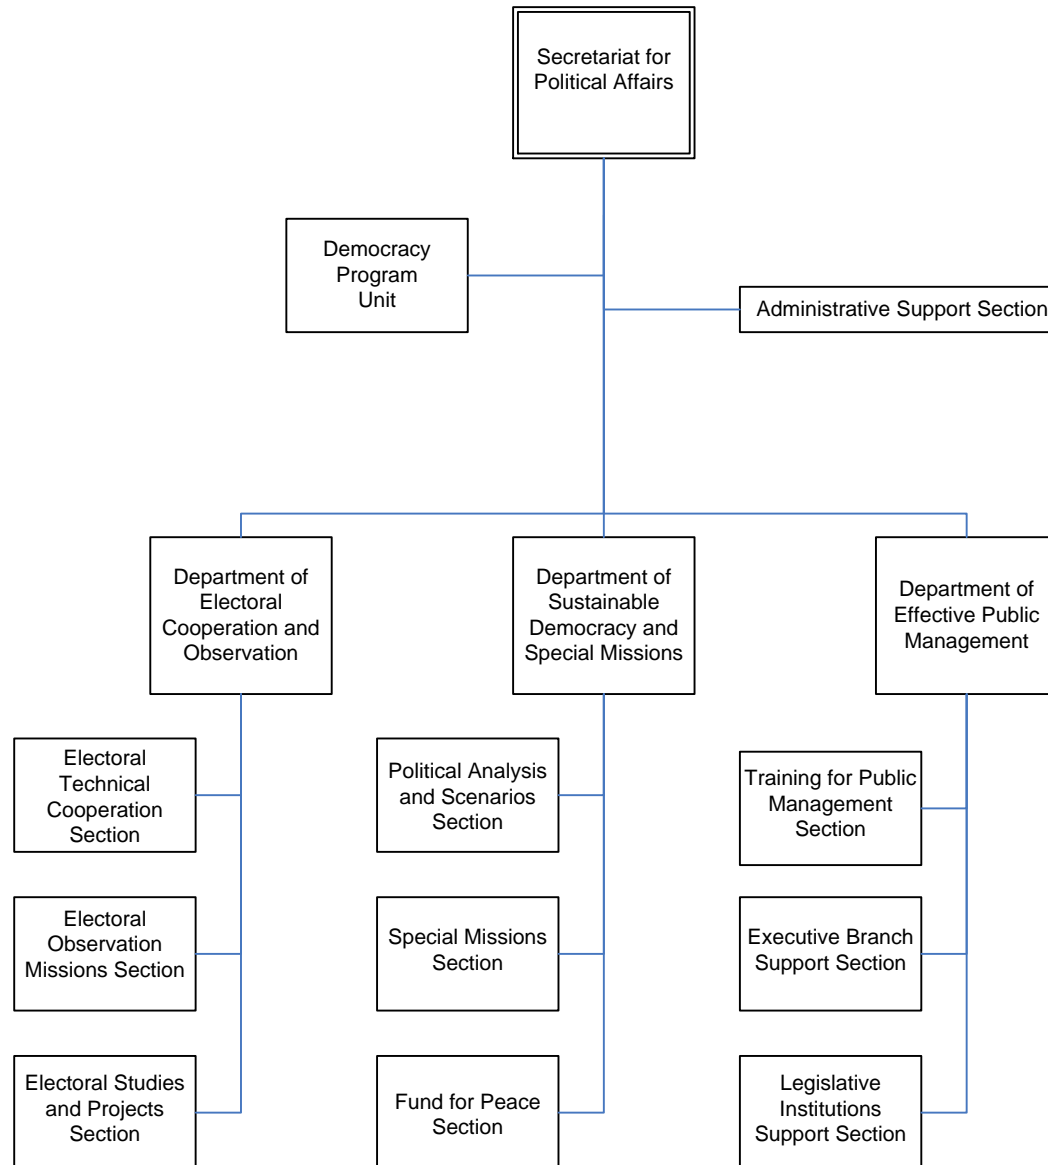 Secretariat for
Political Affairs
Democracy
Program
Unit
Administrative Support Section
Department of
Electoral
Cooperation and
Observation
Department of
Sustainable
Democracy and
Special Missions
Department of
Effective Public
Management
Electoral
Technical
Cooperation
Section
Political Analysis
and Scenarios
Section
Training for Public
Management
Section
Electoral
Observation
Missions Section
Special Missions
Section
Executive Branch
Support Section
Electoral Studies
and Projects
Section
Fund for Peace
Section
Legislative
Institutions
Support Section